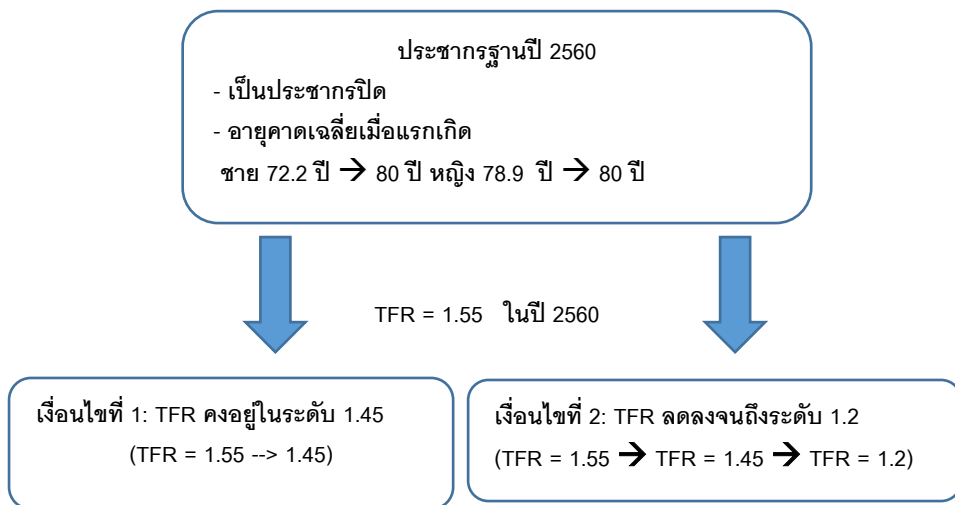 ประชากรฐานปี 2560
- เป็นประชากรปิด
- อายุคาดเฉลี่ยเมื่อแรกเกิด
ชาย 72.2 ปี → 80 ปี หญิง 78.9 ปี → 80 ปี
TFR = 1.55 ในปี 2560
เงื่อนไขที่ 1: TFR คงอยู่ในระดับ 1.45
(TFR = 1.55 --> 1.45)
เงื่อนไขที่ 2: TFR ลดลงจนถึงระดับ 1.2
(TFR = 1.55 → TFR = 1.45 → TFR = 1.2)